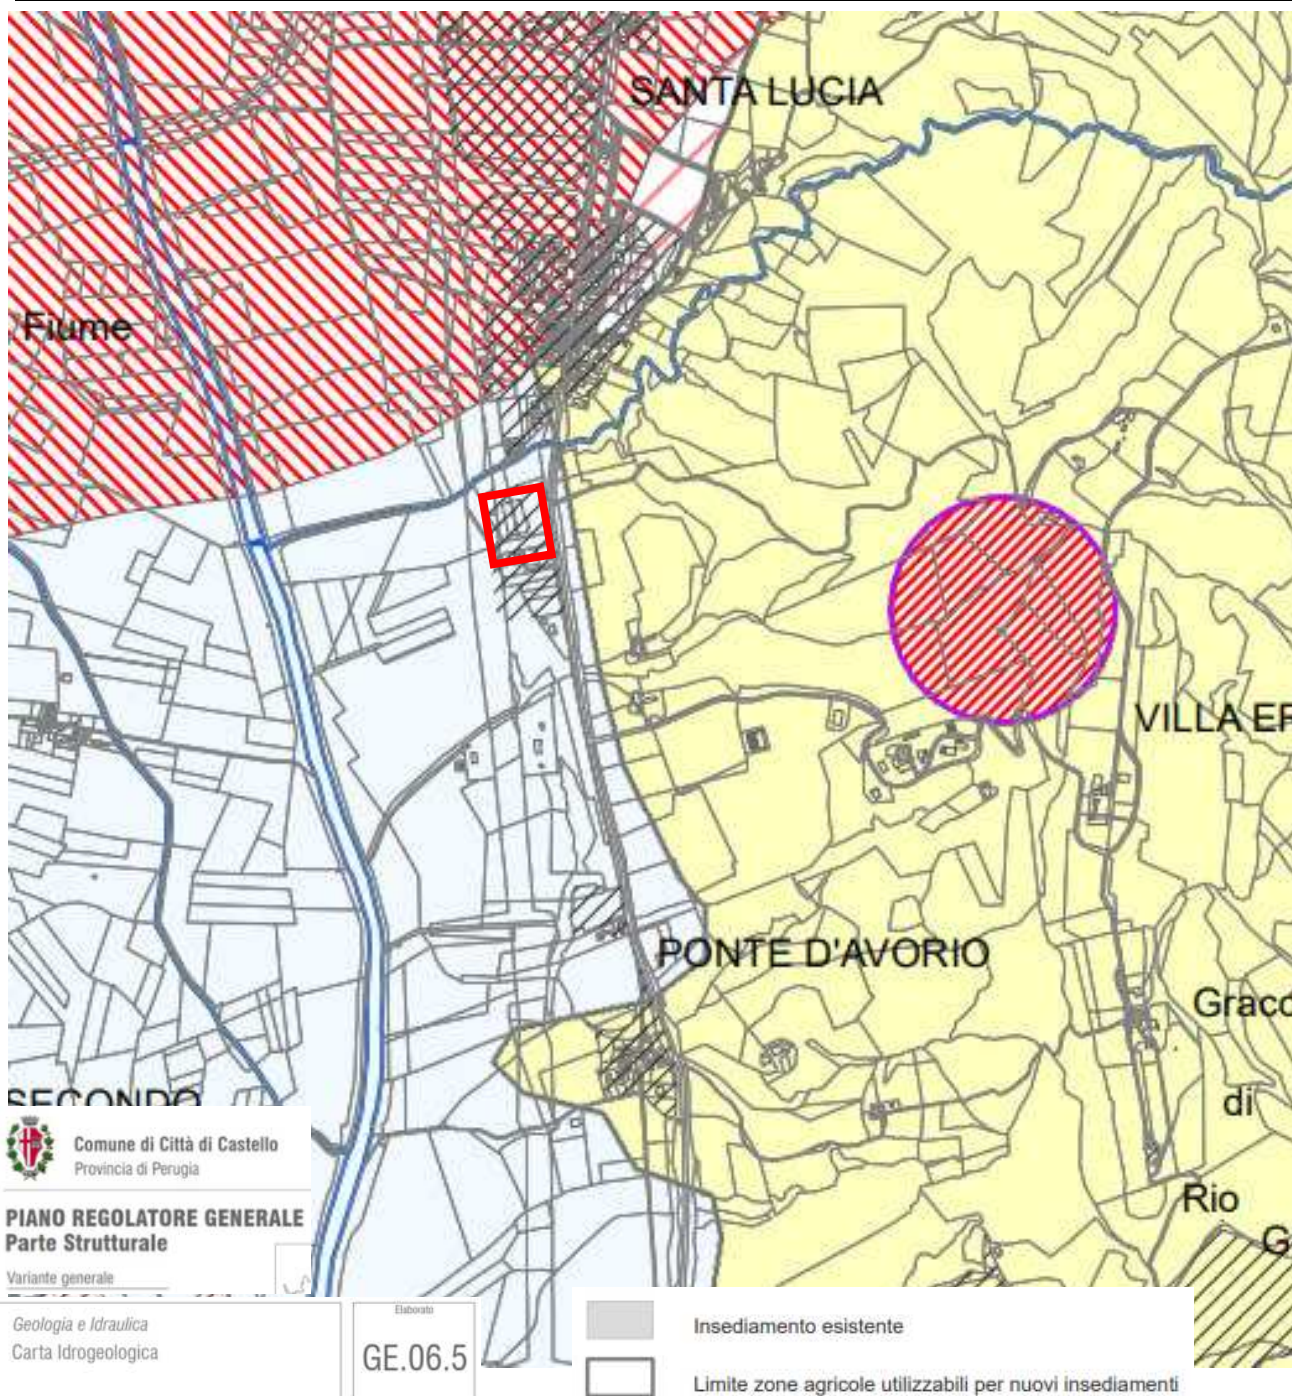 SANTA LUCIA
Fiume
VILLA
PONTE D'AVORIO
di
Rio
SECONDO
Comune di Città di Castello
Provincia di Perugia
PIANO REGOLATORE GENERALE
Parte Strutturale
Variante generale
Geologia e Idraulica
Carta Idrogeologica
Elaborato
GE.06.5
Insediamento esistente
Limite zone agricole utilizzabili per nuovi insediamenti